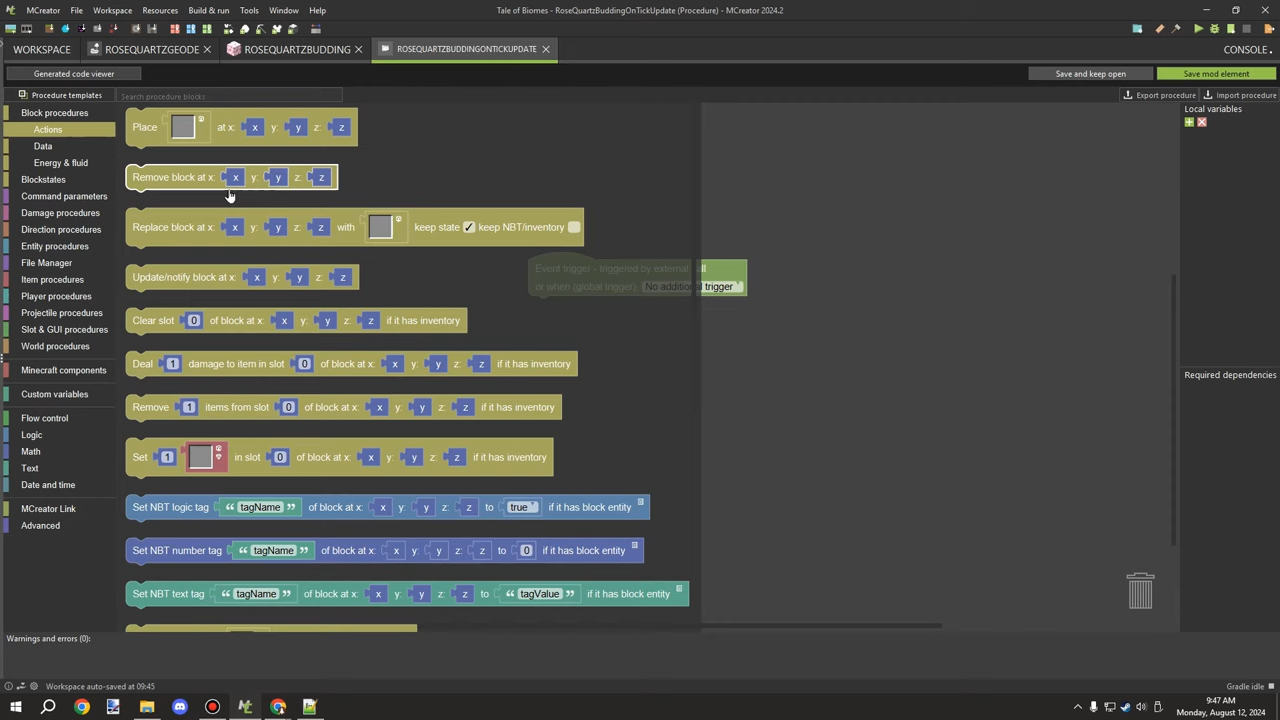 MCreator File Workspace Resources Build & run Tools Window Help
Tale of Biomes - RoseQuartzBuddingOnTickUpdate (Procedure) - MCreator 2024.2
WORKSPACE ROSEQUARTZGEODE ROSEQUARTZBUDDING ROSEQUARTZBUDDINGONTICKUPDATE CONSOLE
Generated code viewer Save and keep open Save mod element
Procedure templates Search procedure blocks Export procedure Import procedure
Block procedures
Actions
Data
Energy & fluid
Blockstates
Command parameters
Damage procedures
Direction procedures
Entity procedures
File Manager
Item procedures
Player procedures
Projectile procedures
Slot & GUI procedures
World procedures
Minecraft components
Custom variables
Flow control
Logic
Math
Text
Date and time
MCreator Link
Advanced
Place at x: x y: y z: z
Remove block at x: x y: y z: z
Replace block at x: x y: y z: z with keep state ✓ keep NBT/inventory
Update/notify block at x: x y: y z: z
Clear slot 0 of block at x: x y: y z: z if it has inventory
Deal 1 damage to item in slot 0 of block at x: x y: y z: z if it has inventory
Remove 1 items from slot 0 of block at x: x y: y z: z if it has inventory
Set 1 in slot 0 of block at x: x y: y z: z if it has inventory
Set NBT logic tag “ tagName ” of block at x: x y: y z: z to true if it has block entity
Set NBT number tag “ tagName ” of block at x: x y: y z: z to 0 if it has block entity
Set NBT text tag “ tagName ” of block at x: x y: y z: z to “ tagValue ” if it has block entity
Event trigger - triggered by external call
or when (global trigger): No additional trigger
Local variables
Required dependencies
Warnings and errors (0):
Workspace auto-saved at 09:45 Gradle idle
9:47 AM
Monday, August 12, 2024